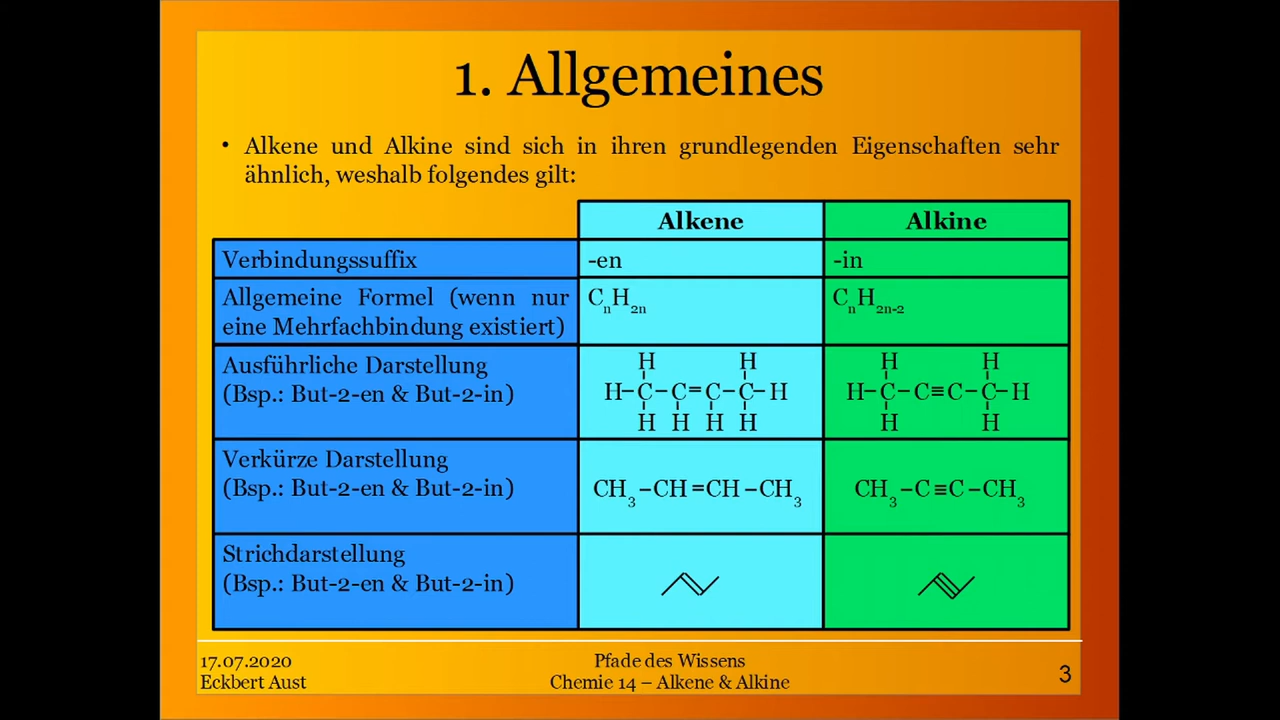 1. Allgemeines
• Alkene und Alkine sind sich in ihren grundlegenden Eigenschaften sehr
ähnlich, weshalb folgendes gilt:
Alkene Alkine
Verbindungssuffix -en -in
Allgemeine Formel (wenn nur
eine Mehrfachbindung existiert) CₙH₂ₙ CₙH₂ₙ₋₂
Ausführliche Darstellung
(Bsp.: But-2-en & But-2-in)
H H H H
H–C–C=C–C–H H–C–C≡C–C–H
H H H H H H
Verkürze Darstellung
(Bsp.: But-2-en & But-2-in) CH₃–CH=CH–CH₃ CH₃–C≡C–CH₃
Strichdarstellung
(Bsp.: But-2-en & But-2-in)
17.07.2020 Pfade des Wissens
Eckbert Aust Chemie 14 – Alkene & Alkine 3